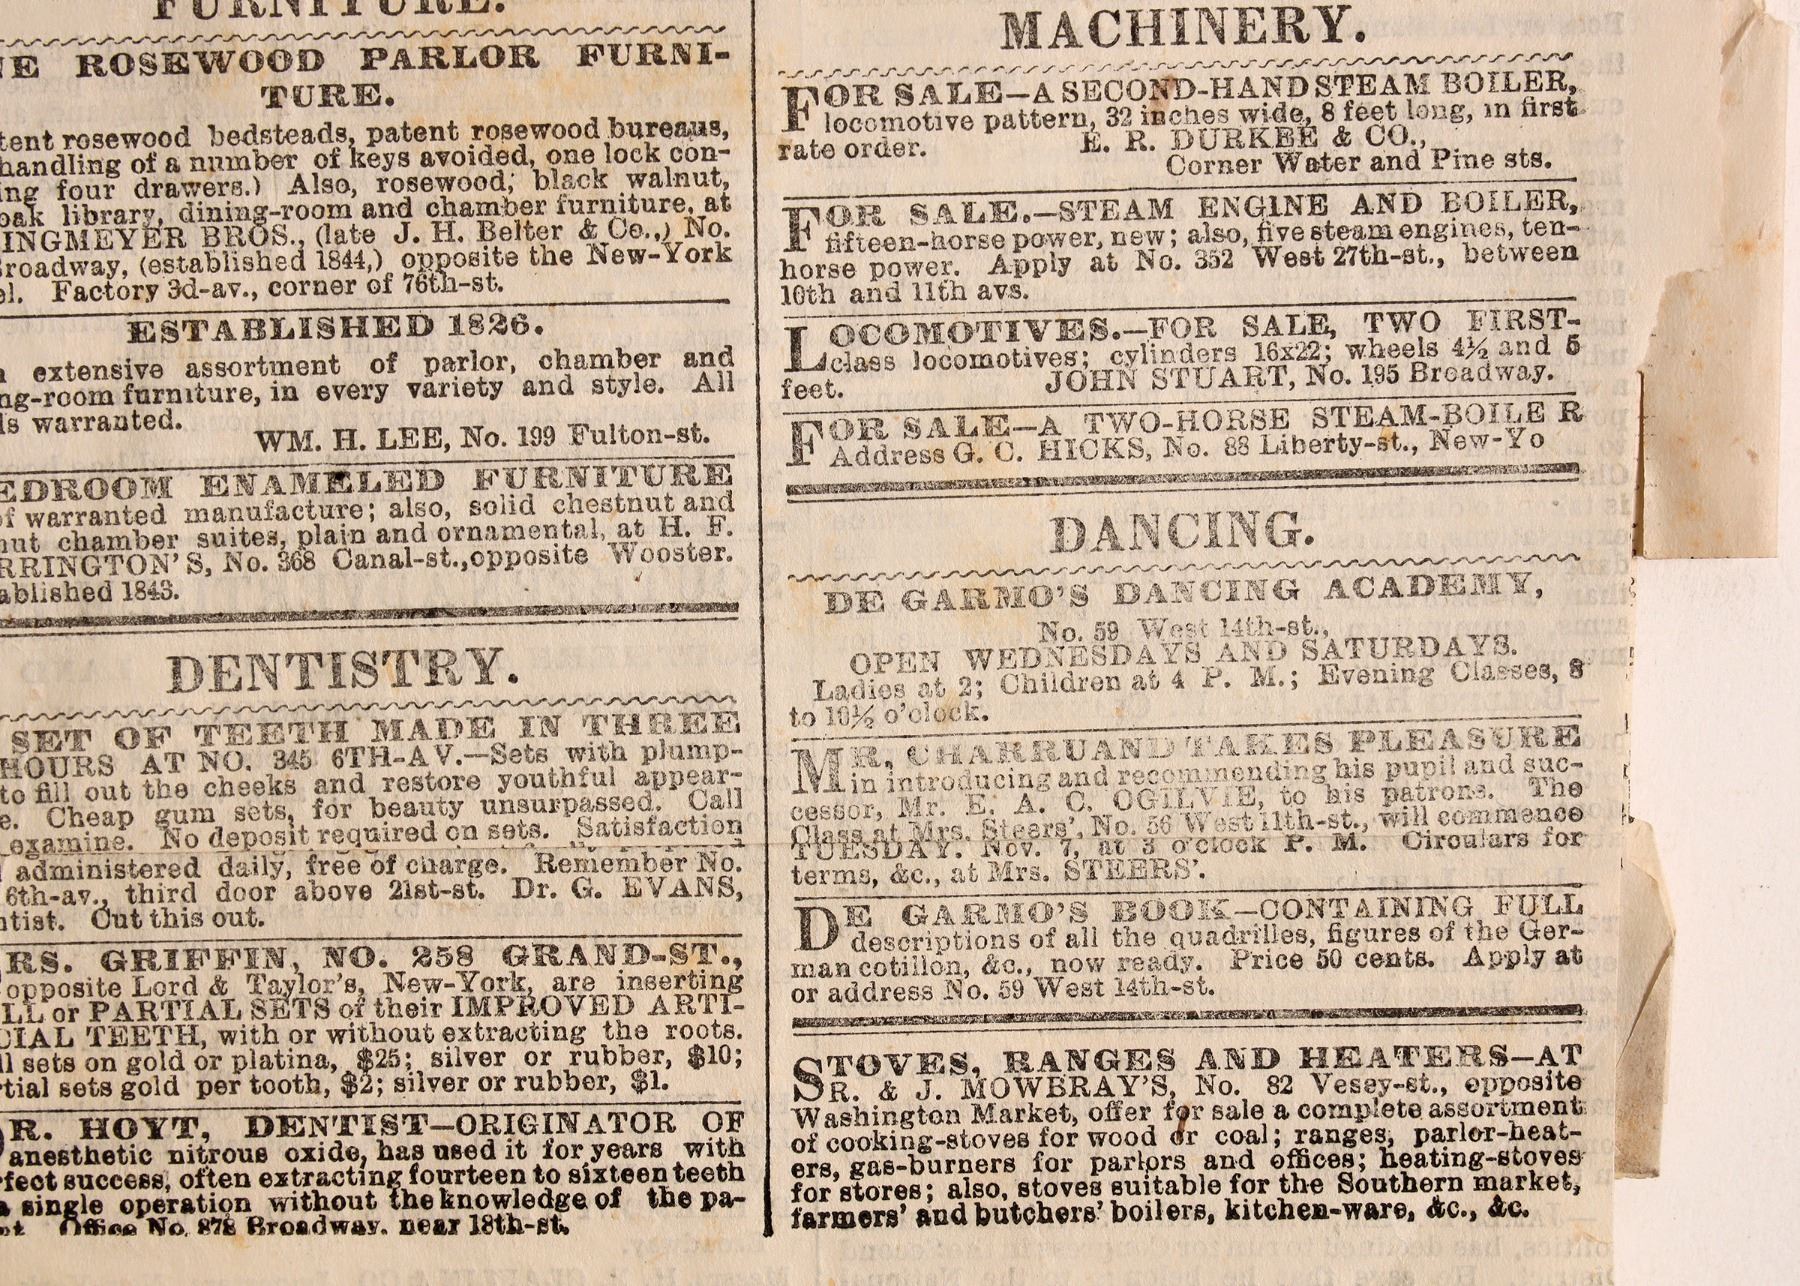 FURNITURE.
NE ROSEWOOD PARLOR FURNI-
TURE.
tent rosewood bedsteads, patent rosewood bureaus,
handling of a number of keys avoided, one lock con-
ing four drawers.) Also, rosewood, black walnut,
oak library, dining-room and chamber furniture, at
INGMEYER BROS., (late J. H. Belter & Co.,) No.
Broadway, (established 1844,) opposite the New-York
el. Factory 3d-av., corner of 76th-st.
ESTABLISHED 1826.
extensive assortment of parlor, chamber and
ng-room furniture, in every variety and style. All
ls warranted.
WM. H. LEE, No. 199 Fulton-st.
EDROOM ENAMELED FURNITURE
of warranted manufacture; also, solid chestnut and
nut chamber suites, plain and ornamental, at H. F.
RRINGTON'S, No. 368 Canal-st., opposite Wooster.
ablished 1843.
DENTISTRY.
SET OF TEETH MADE IN THREE
HOURS AT NO. 345 6TH-AV.—Sets with plump-
to fill out the cheeks and restore youthful appear-
e. Cheap gum sets, for beauty unsurpassed. Call
examine. No deposit required on sets. Satisfaction
administered daily, free of charge. Remember No.
6th-av., third door above 21st-st. Dr. G. EVANS,
ntist. Cut this out.
RS. GRIFFIN, NO. 258 GRAND-ST.,
opposite Lord & Taylor's, New-York, are inserting
LL or PARTIAL SETS of their IMPROVED ARTI-
CIAL TEETH, with or without extracting the roots.
ll sets on gold or platina, $25; silver or rubber, $10;
rtial sets gold per tooth, $2; silver or rubber, $1.
DR. HOYT, DENTIST—ORIGINATOR OF
anesthetic nitrous oxide, has used it for years with
rfect success, often extracting fourteen to sixteen teeth
a single operation without the knowledge of the pa-
nt. Office No. 878 Broadway, near 18th-st.
MACHINERY.
FOR SALE—A SECOND-HAND STEAM BOILER,
locomotive pattern, 32 inches wide, 8 feet long, in first
rate order. E. R. DURKEE & CO.,
Corner Water and Pine sts.
FOR SALE.—STEAM ENGINE AND BOILER,
fifteen-horse power, new; also, five steam engines, ten-
horse power. Apply at No. 352 West 27th-st., between
10th and 11th avs.
LOCOMOTIVES.—FOR SALE, TWO FIRST-
class locomotives; cylinders 16x22; wheels 4½ and 5
feet. JOHN STUART, No. 195 Broadway.
FOR SALE—A TWO-HORSE STEAM-BOILE R
Address G. C. HICKS, No. 88 Liberty-st., New-Yo
DANCING.
DE GARMO'S DANCING ACADEMY,
No. 59 West 14th-st.,
OPEN WEDNESDAYS AND SATURDAYS.
Ladies at 2; Children at 4 P. M.; Evening Classes, 8
to 10½ o'clock.
MR. CHARRUAND TAKES PLEASURE
in introducing and recommending his pupil and suc-
cessor, Mr. E. A. C. OGILVIE, to his patrons. The
Class at Mrs. Steers', No. 56 West 11th-st., will commence
TUESDAY, Nov. 7, at 3 o'clock P. M. Circulars for
terms, &c., at Mrs. STEERS'.
DE GARMO'S BOOK—CONTAINING FULL
descriptions of all the quadrilles, figures of the Ger-
man cotillon, &c., now ready. Price 50 cents. Apply at
or address No. 59 West 14th-st.
STOVES, RANGES AND HEATERS—AT
R. & J. MOWBRAY'S, No. 82 Vesey-st., opposite
Washington Market, offer for sale a complete assortment
of cooking-stoves for wood or coal; ranges, parlor-heat-
ers, gas-burners for parlors and offices; heating-stoves
for stores; also, stoves suitable for the Southern market,
farmers' and butchers' boilers, kitchen-ware, &c., &c.